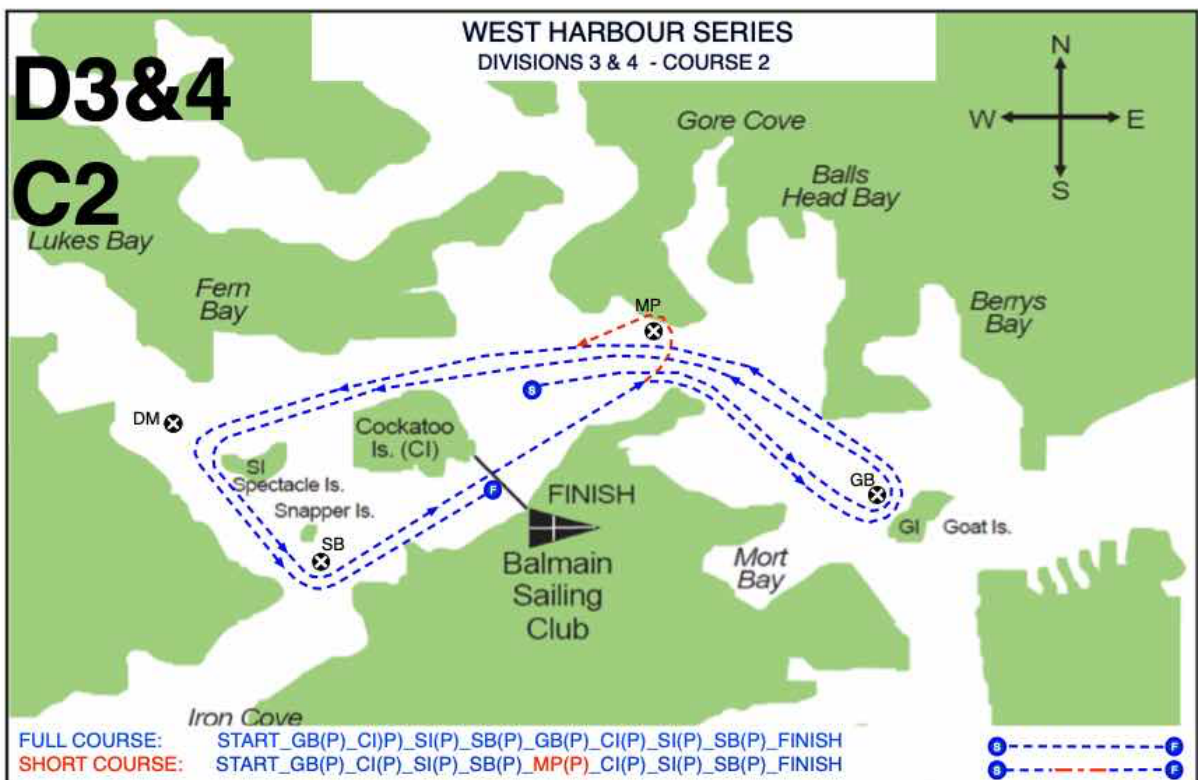 WEST HARBOUR SERIES
DIVISIONS 3 & 4 - COURSE 2
D3&4
C2
N
W
E
S
Gore Cove
Balls
Head Bay
Lukes Bay
Fern
Bay
Berrys
Bay
MP
S
DM
Cockatoo
Is. (CI)
SI
Spectacle Is.
Snapper Is.
SB
F
FINISH
GB
GI
Goat Is.
Balmain
Sailing
Club
Mort
Bay
Iron Cove
FULL COURSE: START_GB(P)_CI)P)_SI(P)_SB(P)_GB(P)_CI(P)_SI(P)_SB(P)_FINISH
S F
SHORT COURSE: START_GB(P)_CI(P)_SI(P)_SB(P)_MP(P)_CI(P)_SI(P)_SB(P)_FINISH
S F